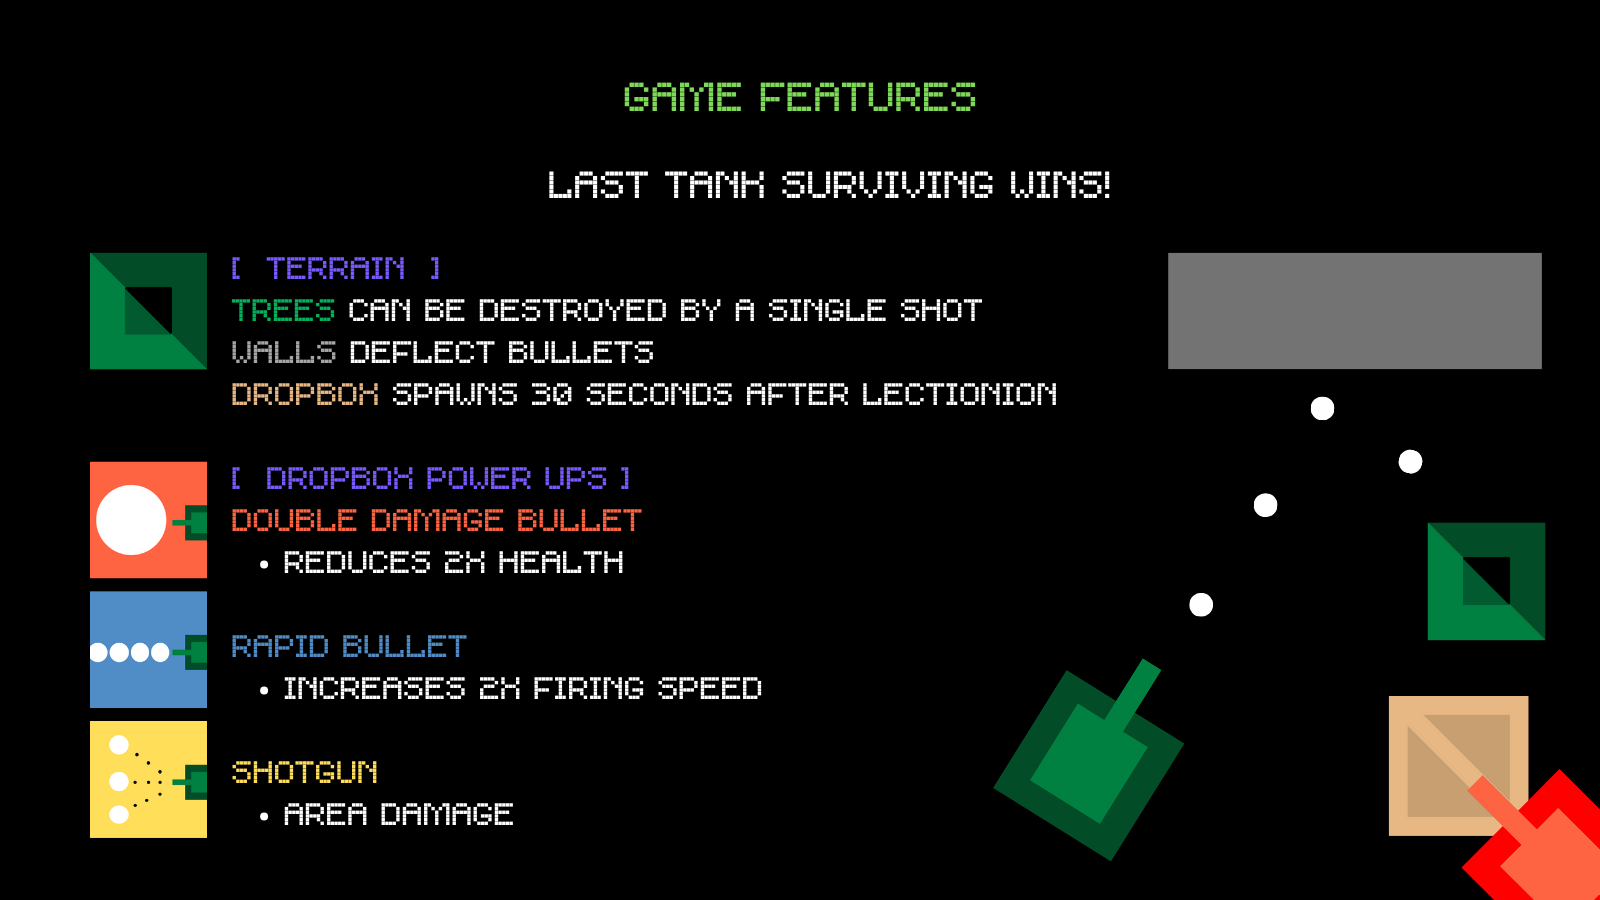 GAME FEATURES
LAST TANK SURVIVING WINS!
[ TERRAIN ]
TREES CAN BE DESTROYED BY A SINGLE SHOT
WALLS DEFLECT BULLETS
DROPBOX SPAWNS 30 SECONDS AFTER LECTIONION
[ DROPBOX POWER UPS ]
DOUBLE DAMAGE BULLET
• REDUCES 2X HEALTH
RAPID BULLET
• INCREASES 2X FIRING SPEED
SHOTGUN
• AREA DAMAGE